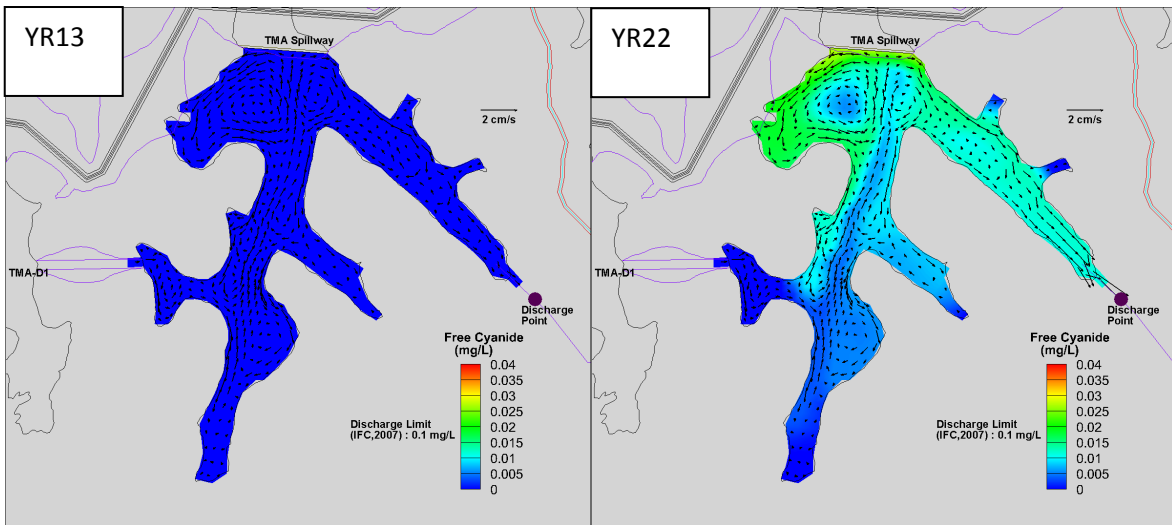 YR13
TMA Spillway
2 cm/s
TMA-D1
Discharge
Point
Free Cyanide
(mg/L)
0.04
0.035
0.03
0.025
0.02
0.015
0.01
0.005
0
Discharge Limit
(IFC,2007) : 0.1 mg/L
YR22
TMA Spillway
2 cm/s
TMA-D1
Discharge
Point
Free Cyanide
(mg/L)
0.04
0.035
0.03
0.025
0.02
0.015
0.01
0.005
0
Discharge Limit
(IFC,2007) : 0.1 mg/L